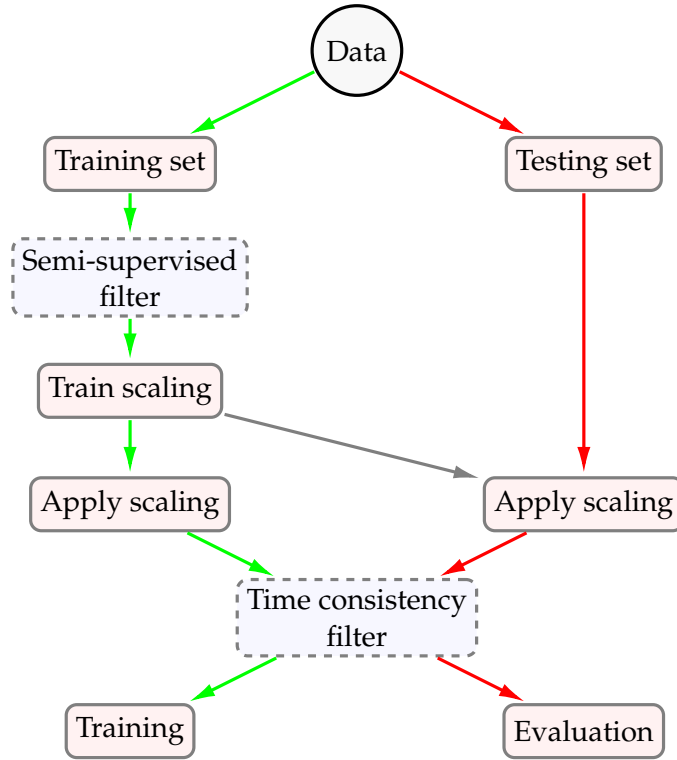 Data
Training set
Testing set
Semi-supervised
filter
Train scaling
Apply scaling
Apply scaling
Time consistency
filter
Training
Evaluation